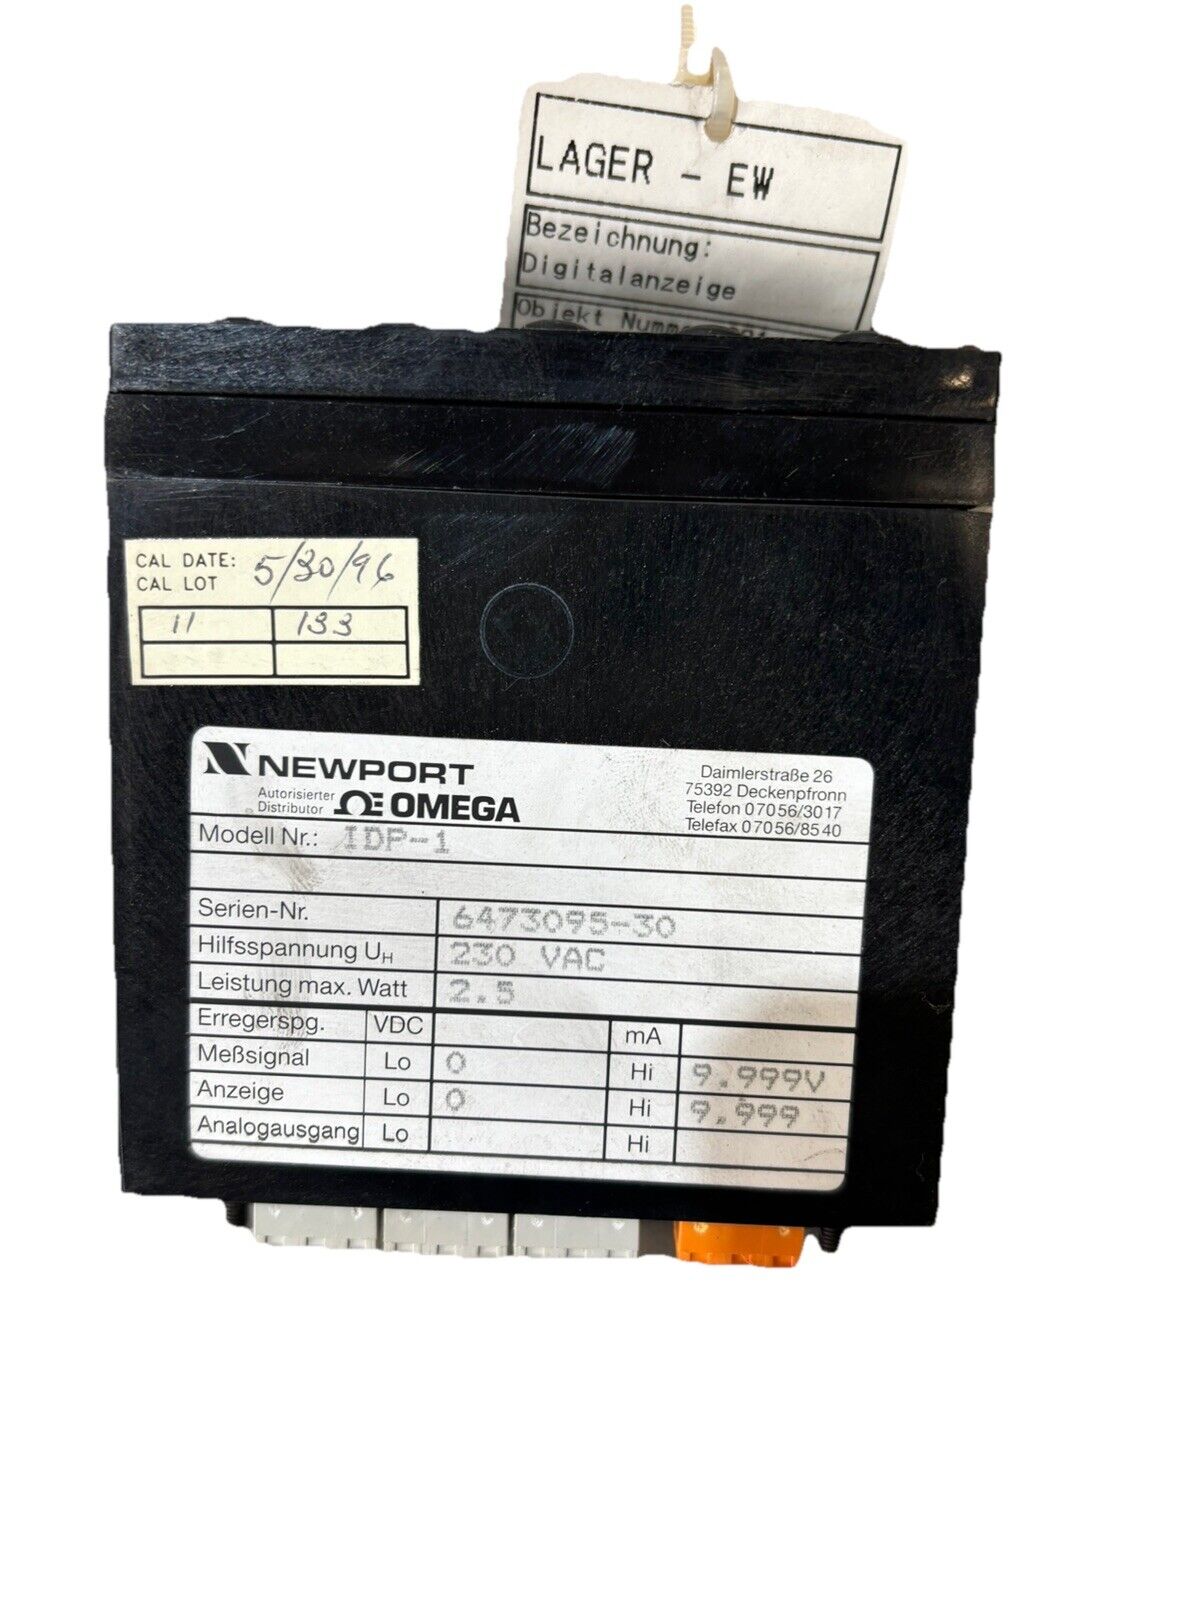 LAGER - EW
Bezeichnung:
Digitalanzeige
Objekt Nummer
CAL DATE: 5/30/96
CAL LOT
11 133
NEWPORT
Autorisierter
Distributor ΩE OMEGA
Daimlerstraße 26
75392 Deckenpfronn
Telefon 07056/3017
Telefax 07056/8540
Modell Nr.: IDP-1
Serien-Nr. 6473095-30
Hilfsspannung UH 230 VAC
Leistung max. Watt 2.5
Erregerspg. VDC mA
Meßsignal Lo 0 Hi 9.999V
Anzeige Lo 0 Hi 9.999
Analogausgang Lo Hi